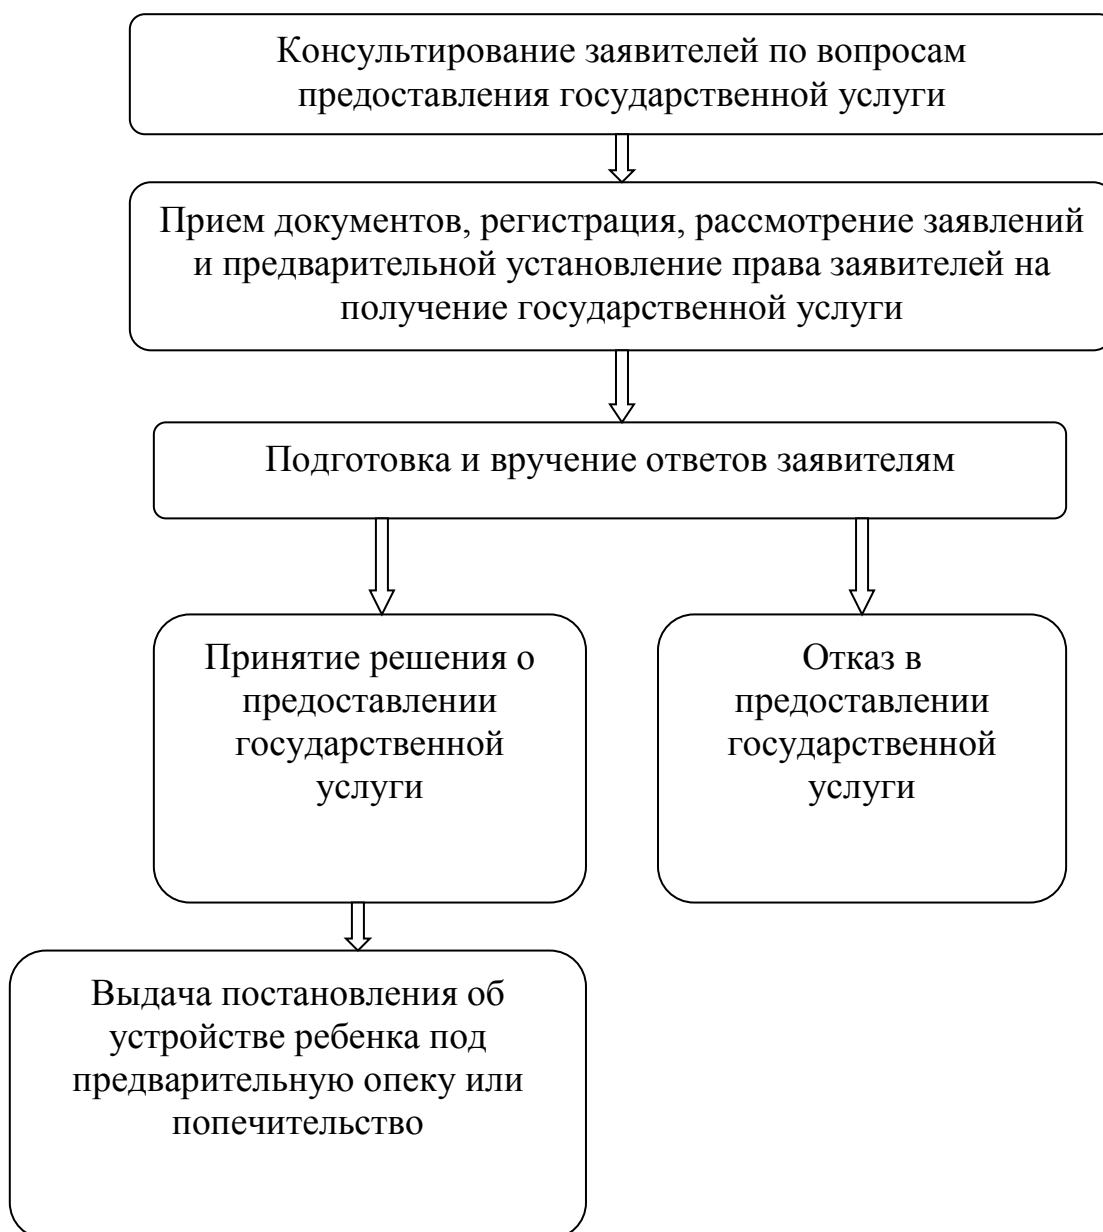 Консультирование заявителей по вопросам
предоставления государственной услуги
Прием документов, регистрация, рассмотрение заявлений
и предварительной установление права заявителей на
получение государственной услуги
Подготовка и вручение ответов заявителям
Принятие решения о
предоставлении
государственной
услуги
Отказ в
предоставлении
государственной
услуги
Выдача постановления об
устройстве ребенка под
предварительную опеку или
попечительство